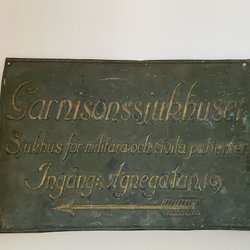 Garnisonssjukhuset
Sjukhus för militära och civila patienter
Ingång: Agnegatan 19